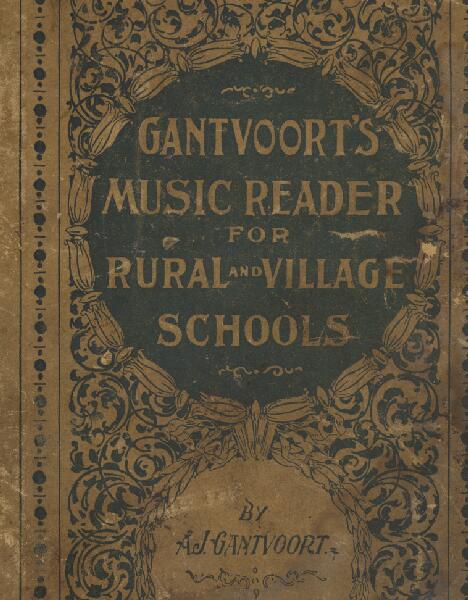 GANTVOORT'S
MUSIC READER
FOR
RURAL AND VILLAGE
SCHOOLS
BY
A.J. GANTVOORT.